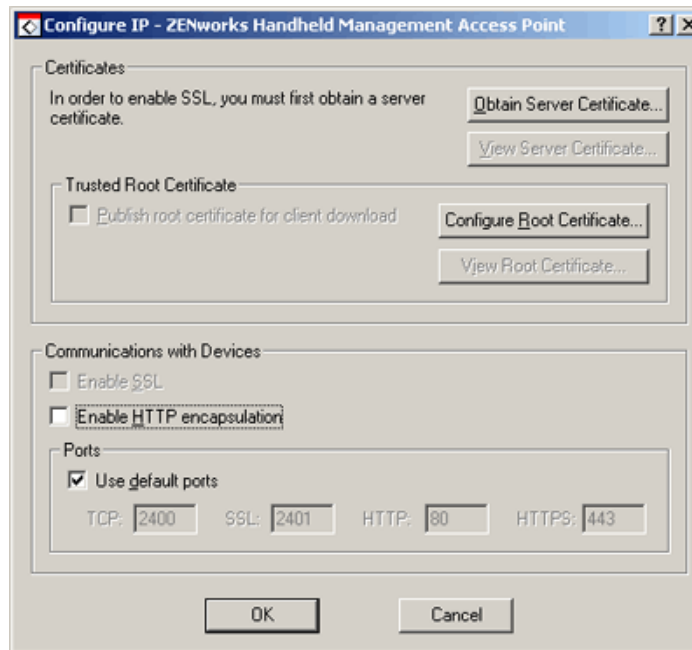 Configure IP - ZENworks Handheld Management Access Point
Certificates
In order to enable SSL, you must first obtain a server
certificate.
Obtain Server Certificate...
View Server Certificate...
Trusted Root Certificate
Publish root certificate for client download
Configure Root Certificate...
View Root Certificate...
Communications with Devices
Enable SSL
Enable HTTP encapsulation
Ports
Use default ports
TCP: 2400 SSL: 2401 HTTP: 80 HTTPS: 443
OK Cancel